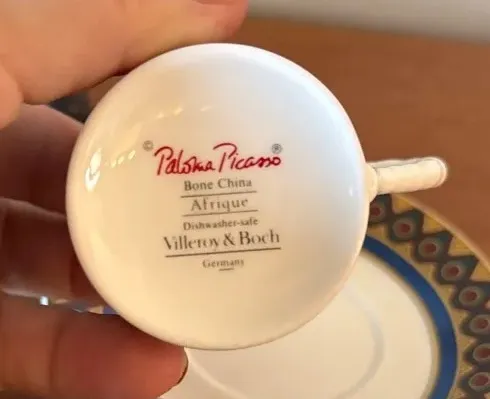 © Paloma Picasso ®
Bone China
Afrique
Dishwasher-safe
Villeroy & Boch
Germany